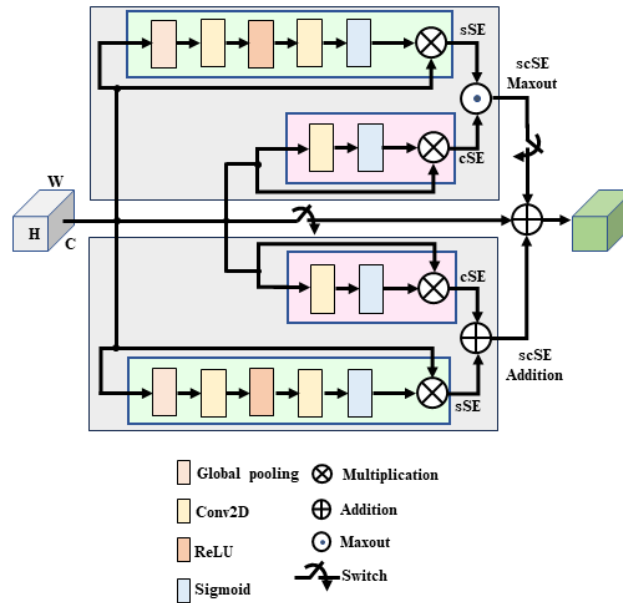 sSE
scSE
Maxout
cSE
W
H
C
cSE
scSE
Addition
sSE
Global pooling
Multiplication
Conv2D
Addition
ReLU
Maxout
Sigmoid
Switch